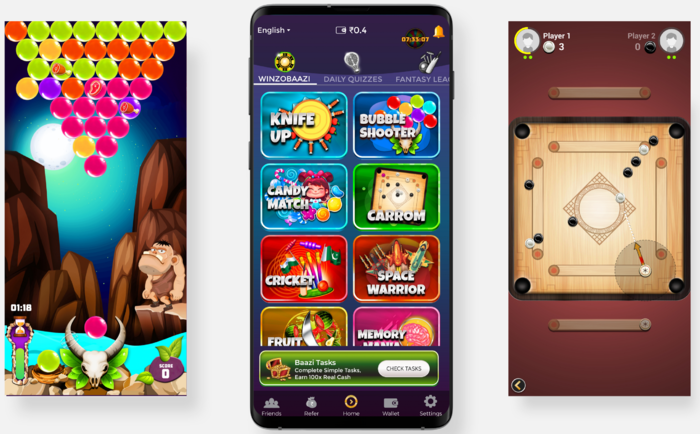 01:18
SCORE
0
English
₹0.4
07:35:07
WINZOBAAZI
DAILY QUIZZES
FANTASY LEA
KNIFE
UP
BUBBLE
SHOOTER
CANDY
MATCH
CARROM
CRICKET
SPACE
WARRIOR
FRUIT
MEMORY
MANIA
Baazi Tasks
Complete Simple Tasks,
Earn 100x Real Cash
CHECK TASKS
Friends
Refer
Home
Wallet
Settings
Player 1
3
Player 2
0